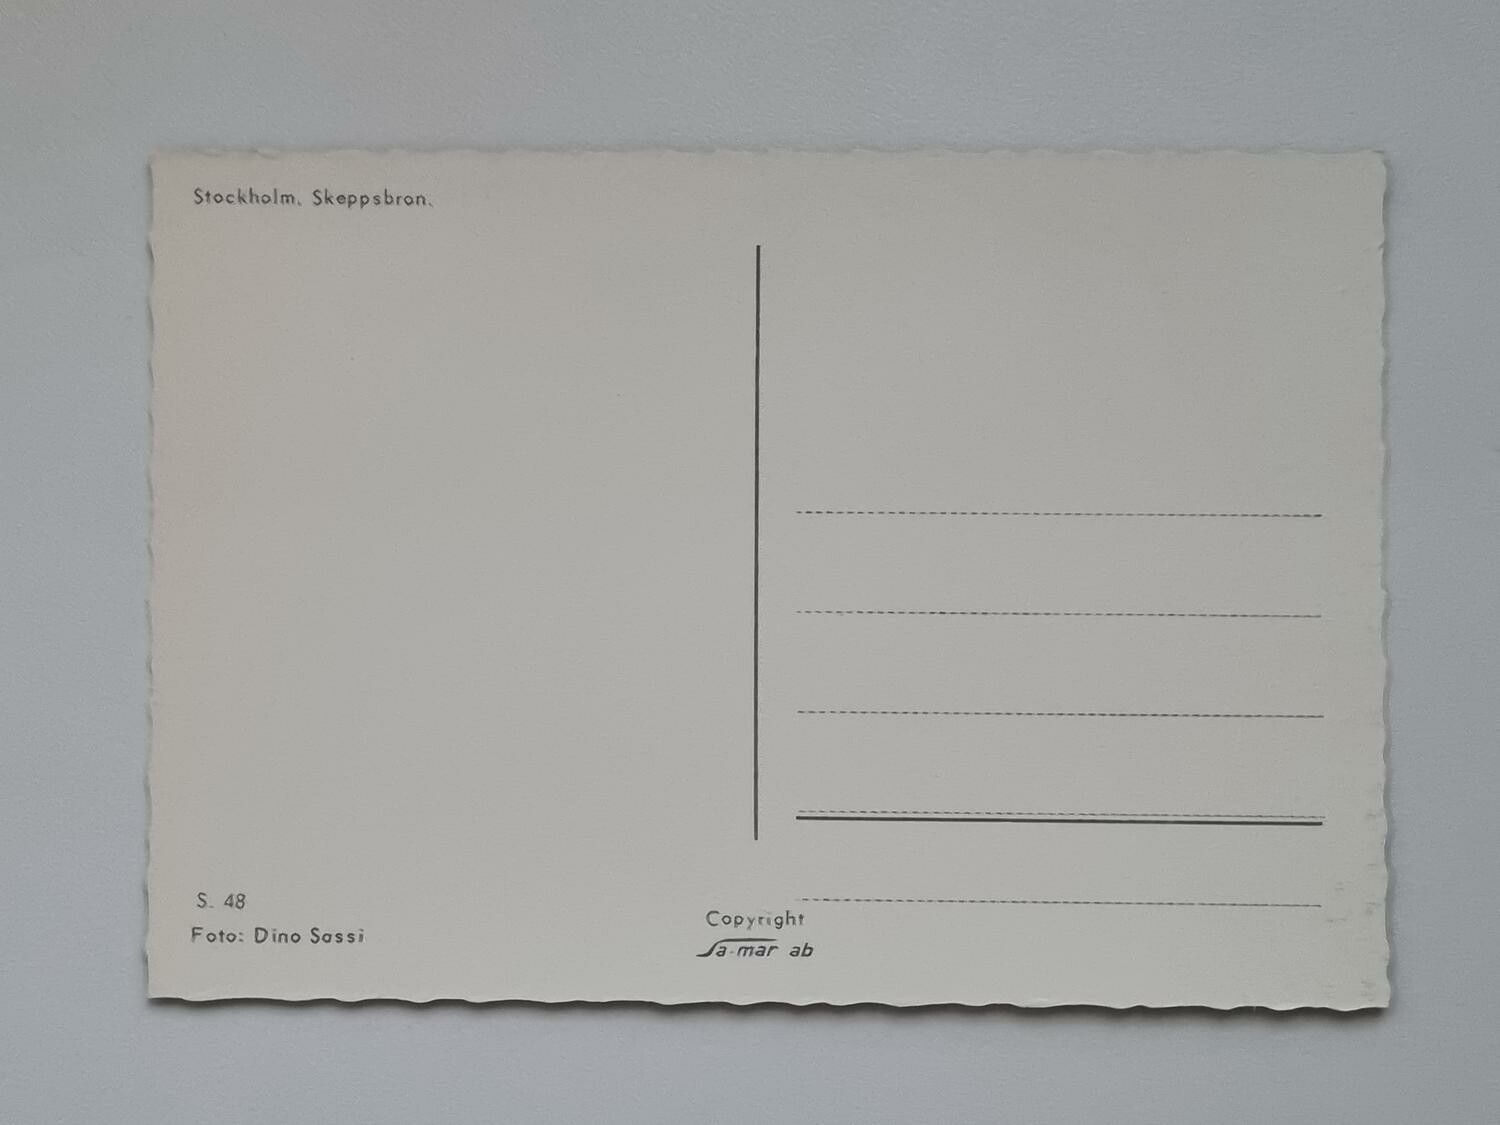 Stockholm. Skeppsbron.
S. 48
Foto: Dino Sassi
Copyright
Sa-mar ab